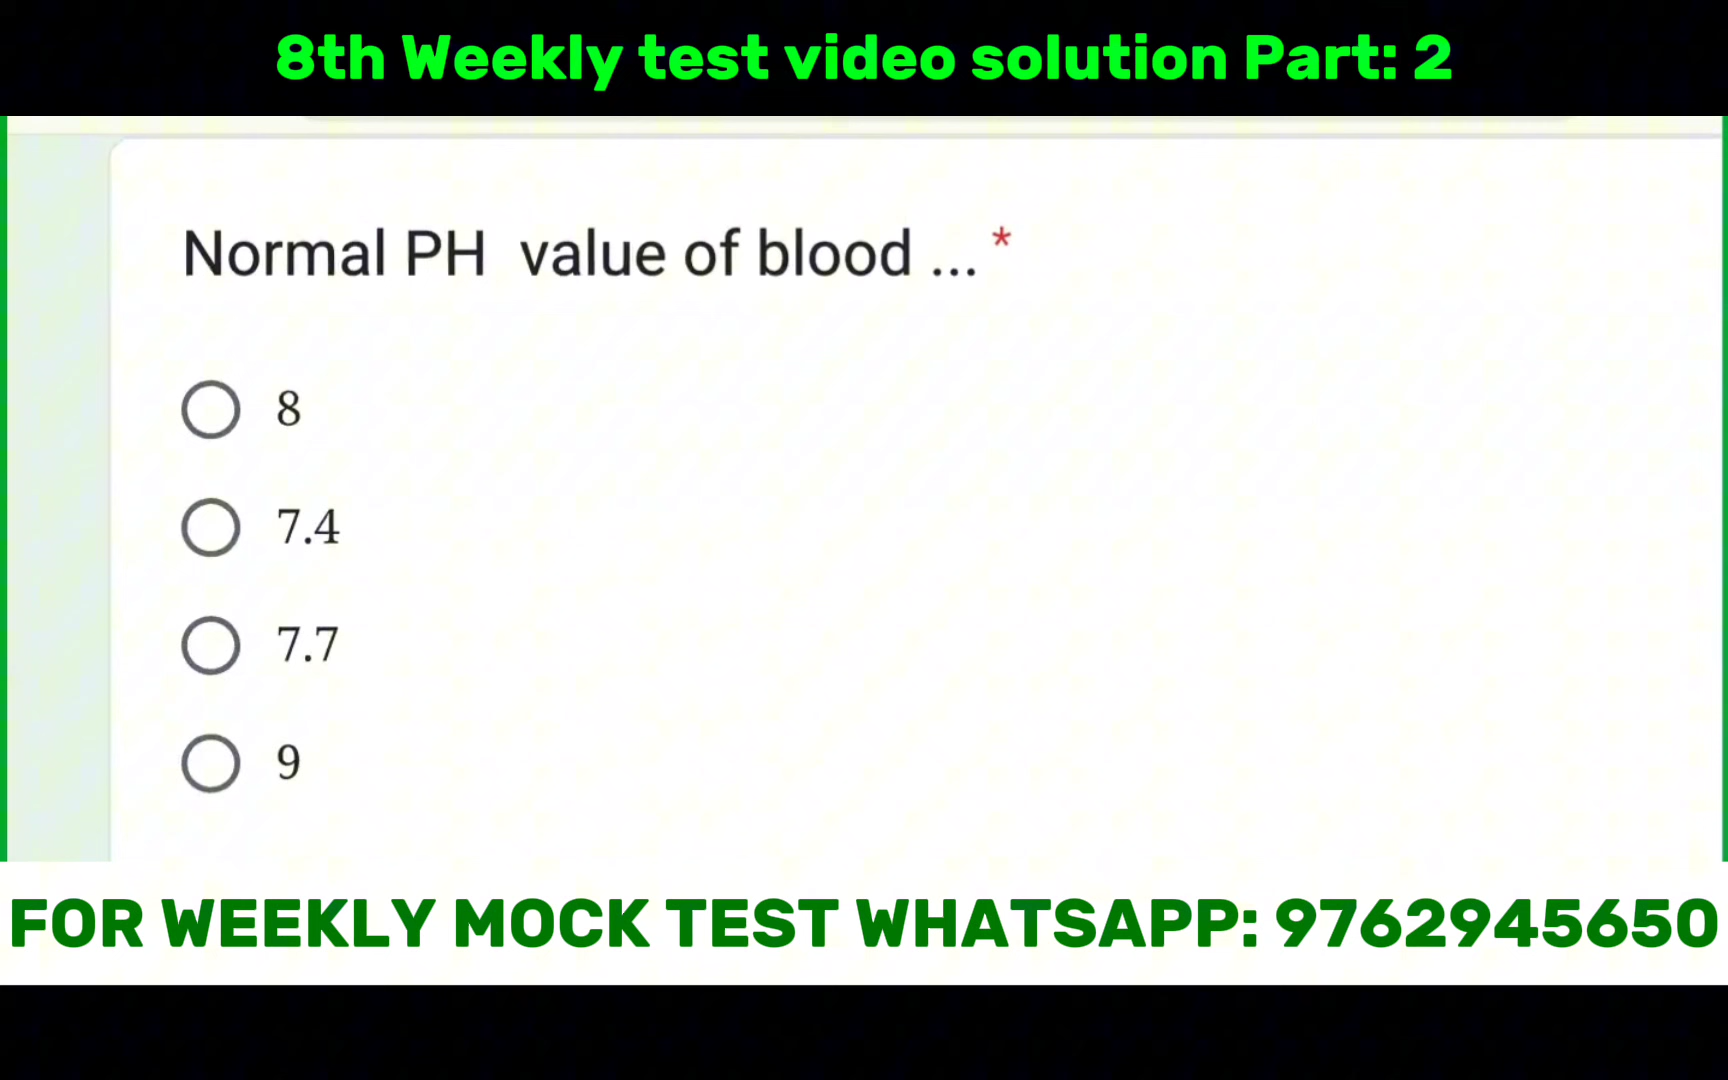 8th Weekly test video solution Part: 2
Normal PH  value of blood ... *
8
7.4
7.7
9
FOR WEEKLY MOCK TEST WHATSAPP: 9762945650